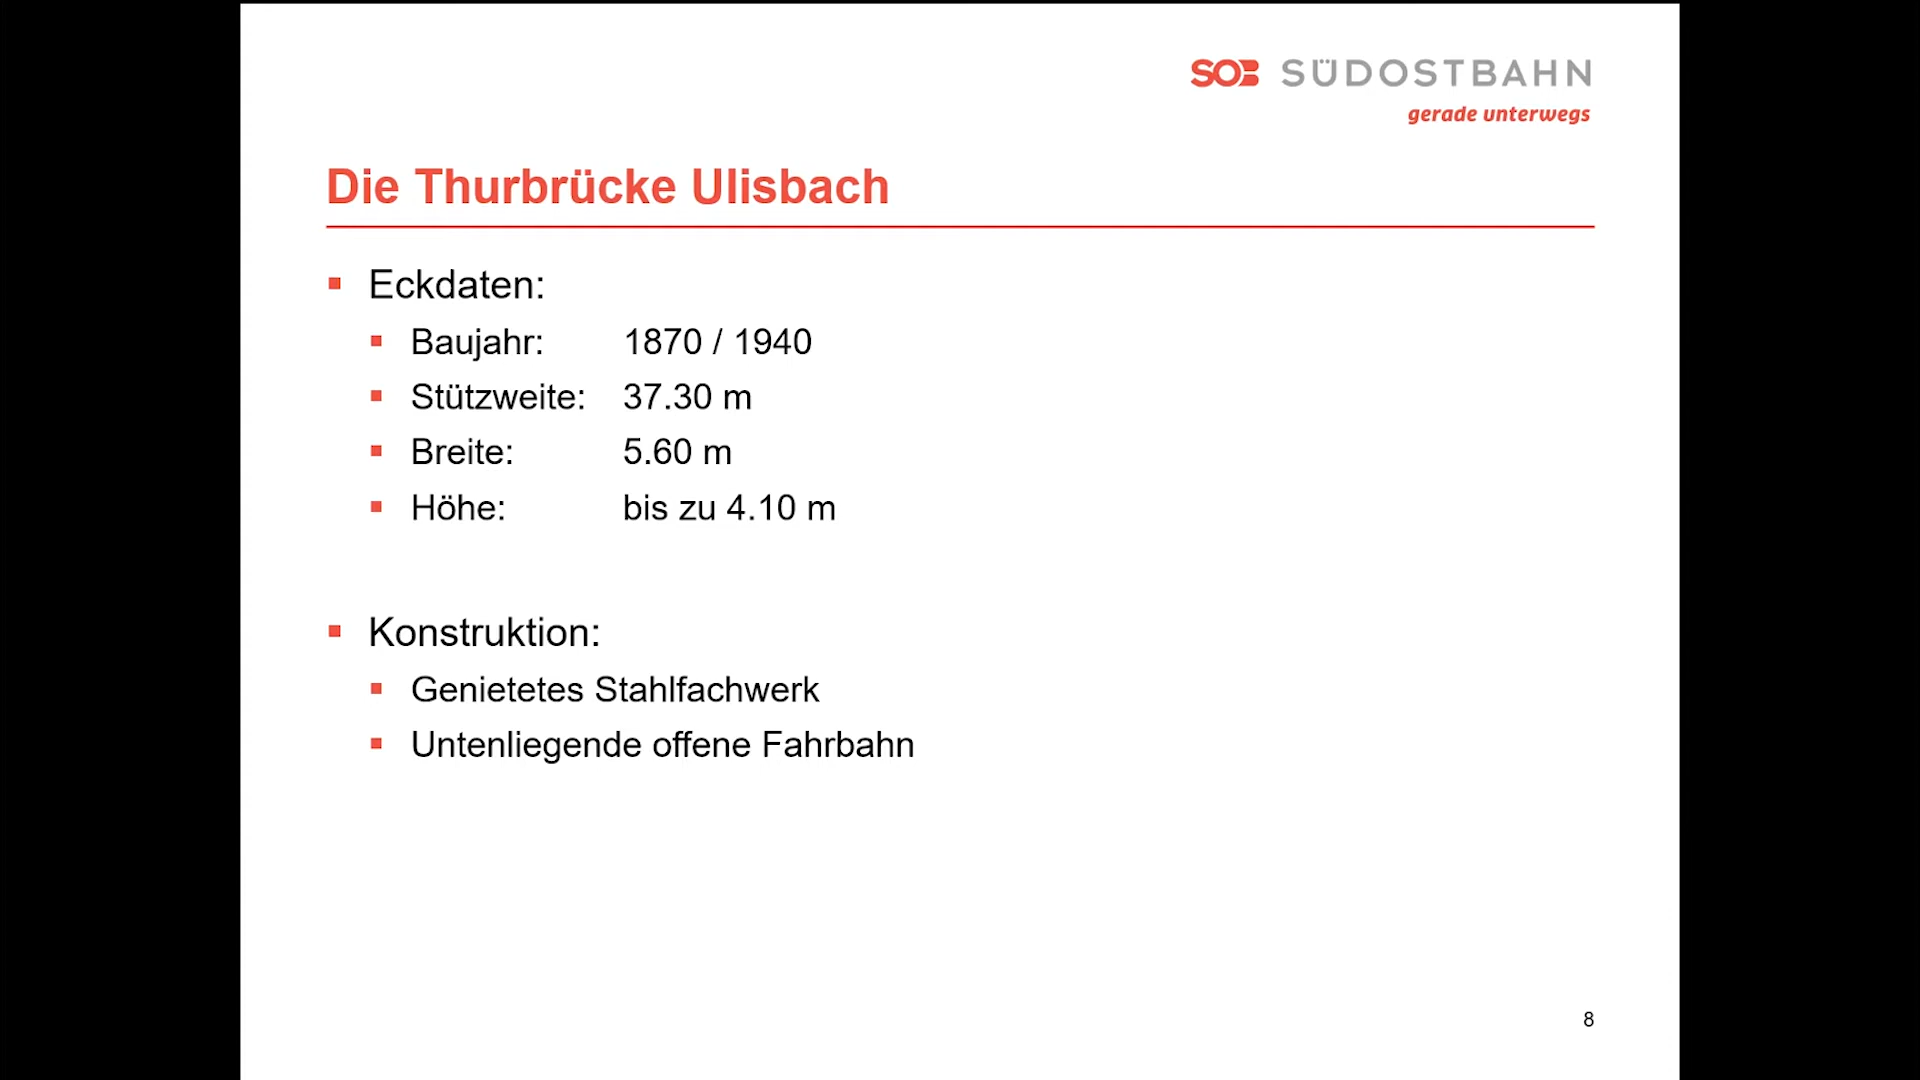 SOB SÜDOSTBAHN
gerade unterwegs
Die Thurbrücke Ulisbach
Eckdaten:
Baujahr: 1870 / 1940
Stützweite: 37.30 m
Breite: 5.60 m
Höhe: bis zu 4.10 m
Konstruktion:
Genietetes Stahlfachwerk
Untenliegende offene Fahrbahn
8